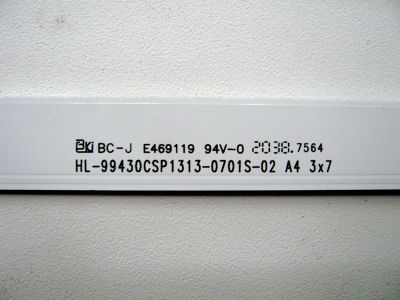 BC-J E469119 94V-0 2038.7564
HL-99430CSP1313-0701S-02 A4 3x7